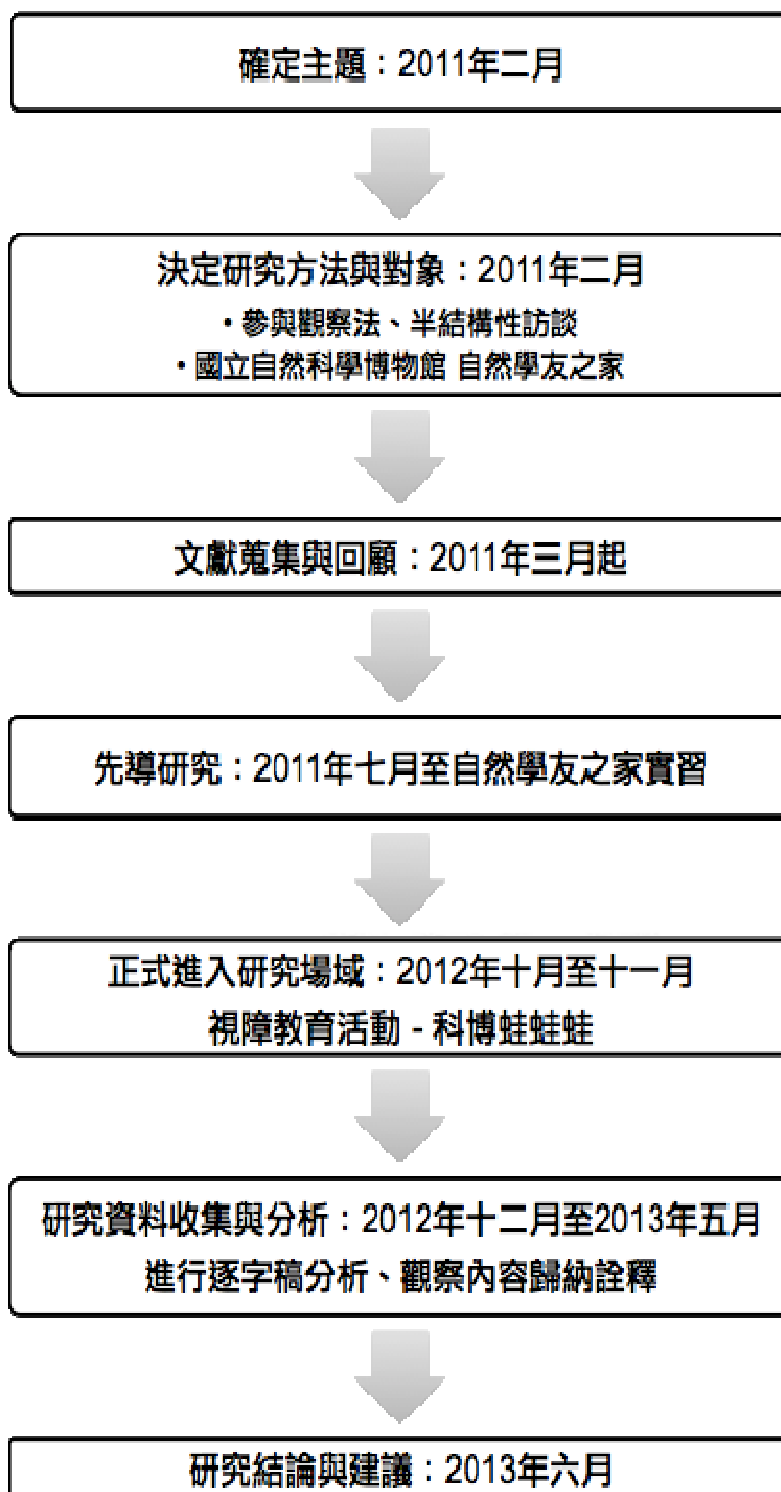 確定主題：2011年二月
決定研究方法與對象：2011年二月
•參與觀察法、半結構性訪談
•國立自然科學博物館 自然學友之家
文獻蒐集與回顧：2011年三月起
先導研究：2011年七月至自然學友之家實習
正式進入研究場域：2012年十月至十一月
視障教育活動 - 科博蛙蛙蛙
研究資料收集與分析：2012年十二月至2013年五月
進行逐字稿分析、觀察內容歸納詮釋
研究結論與建議：2013年六月